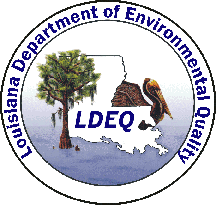 Louisiana Department of Environmental Quality
LDEQ